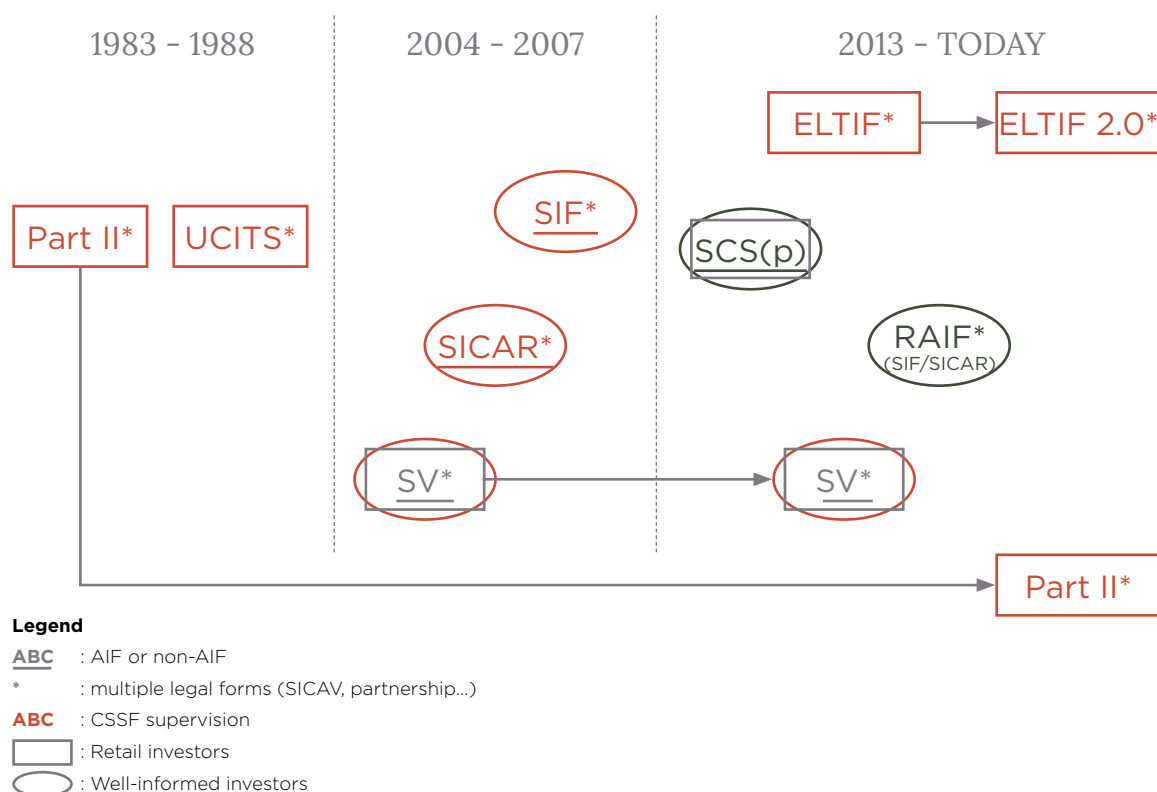 1983 - 1988
2004 - 2007
2013 - TODAY
ELTIF*
ELTIF 2.0*
Part II*
UCITS*
SIF*
SCS(p)
SICAR*
RAIF*
(SIF/SICAR)
SV*
SV*
Part II*
Legend
ABC : AIF or non-AIF
* : multiple legal forms (SICAV, partnership...)
ABC : CSSF supervision
: Retail investors
: Well-informed investors